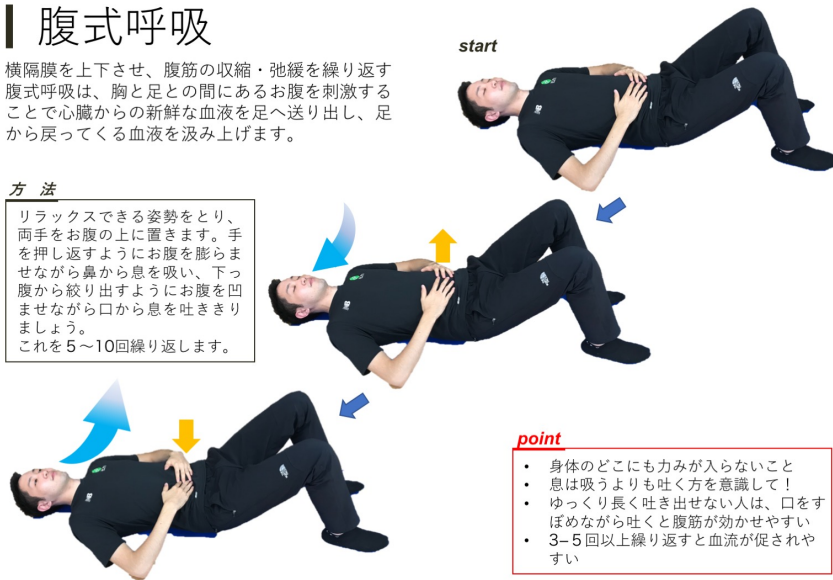 腹式呼吸
横隔膜を上下させ、腹筋の収縮・弛緩を繰り返す
腹式呼吸は、胸と足との間にあるお腹を刺激する
ことで心臓からの新鮮な血液を足へ送り出し、足
から戻ってくる血液を汲み上げます。
start
方　法
リラックスできる姿勢をとり、
両手をお腹の上に置きます。手
を押し返すようにお腹を膨らま
せながら鼻から息を吸い、下っ
腹から絞り出すようにお腹を凹
ませながら口から息を吐ききり
ましょう。
これを５〜10回繰り返します。
point
• 身体のどこにも力みが入らないこと
• 息は吸うよりも吐く方を意識して！
• ゆっくり長く吐き出せない人は、口をす
ぼめながら吐くと腹筋が効かせやすい
• 3–５回以上繰り返すと血流が促されや
すい